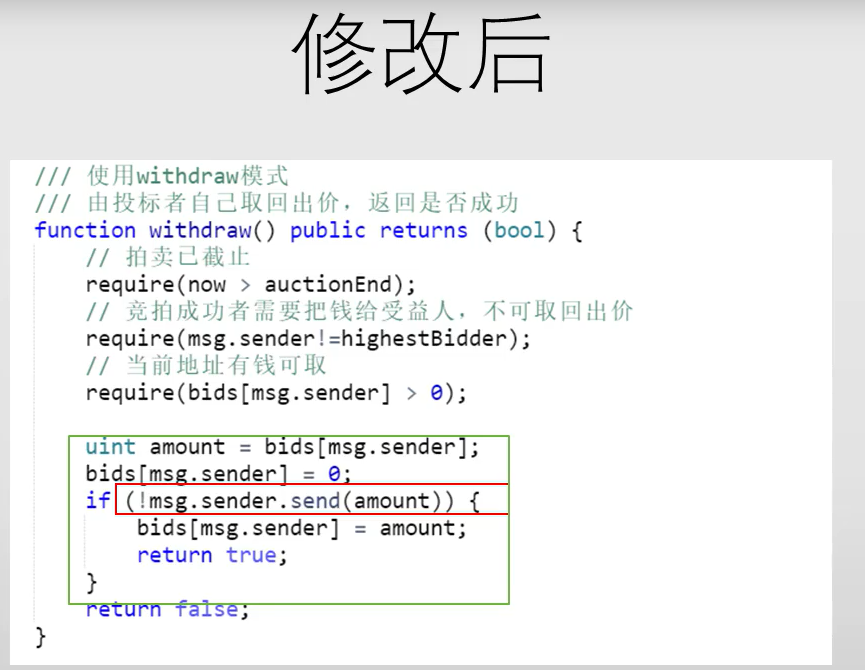 修改后
/// 使用withdraw模式
/// 由投标者自己取回出价，返回是否成功
function withdraw() public returns (bool) {
// 拍卖已截止
require(now > auctionEnd);
// 竞拍成功者需要把钱给受益人，不可取回出价
require(msg.sender!=highestBidder);
// 当前地址有钱可取
require(bids[msg.sender] > 0);
uint amount = bids[msg.sender];
bids[msg.sender] = 0;
if (!msg.sender.send(amount)) {
bids[msg.sender] = amount;
return true;
}
return false;
}